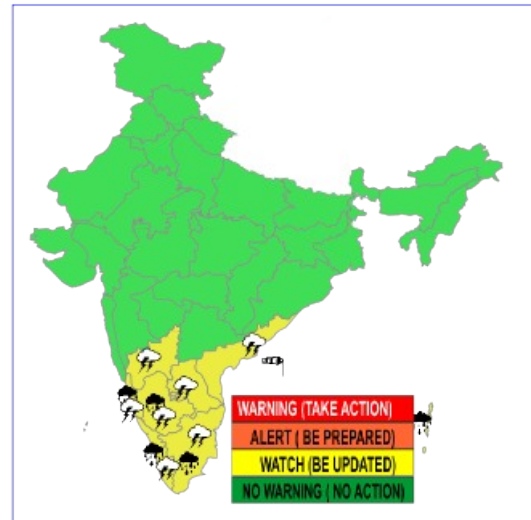 WARNING (TAKE ACTION)
ALERT ( BE PREPARED)
WATCH (BE UPDATED)
NO WARNING ( NO ACTION)